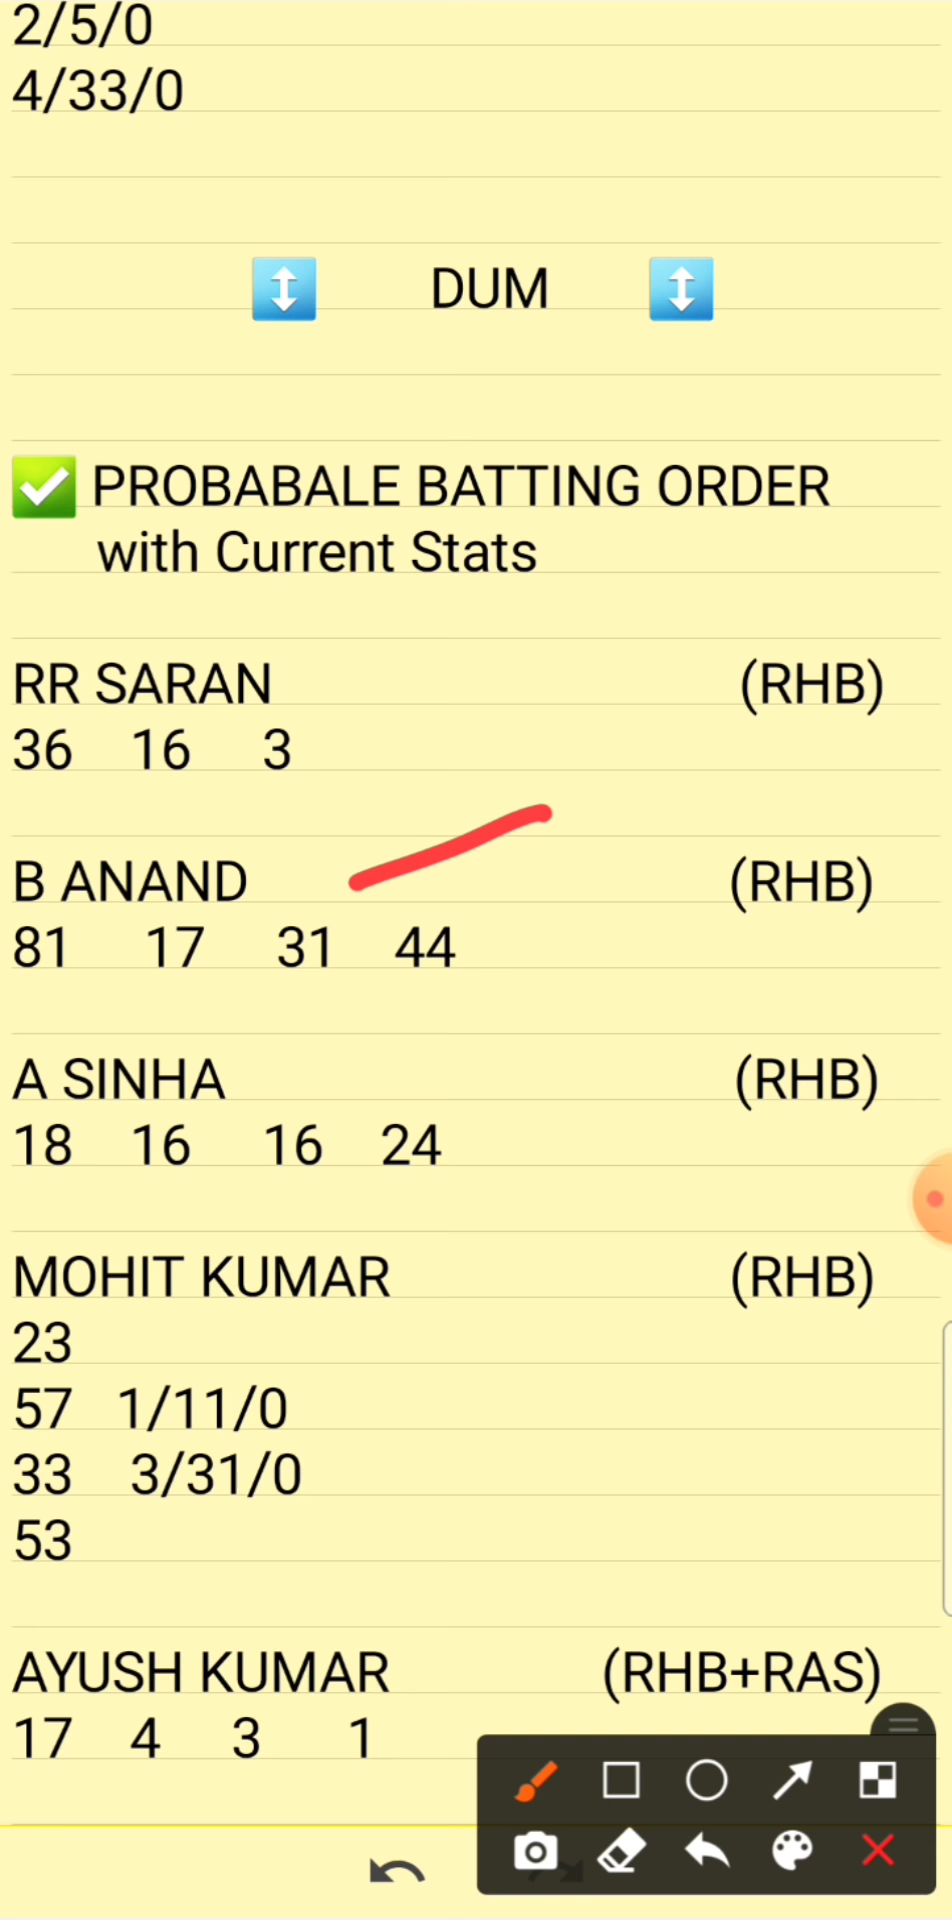 2/5/0
4/33/0
↕️ DUM ↕️
✅ PROBABALE BATTING ORDER
with Current Stats
RR SARAN (RHB)
36 16 3
B ANAND (RHB)
81 17 31 44
A SINHA (RHB)
18 16 16 24
MOHIT KUMAR (RHB)
23
57 1/11/0
33 3/31/0
53
AYUSH KUMAR (RHB+RAS)
17 4 3 1